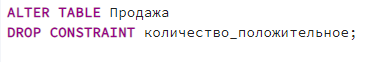 ALTER TABLE Продажа
DROP CONSTRAINT количество_положительное;